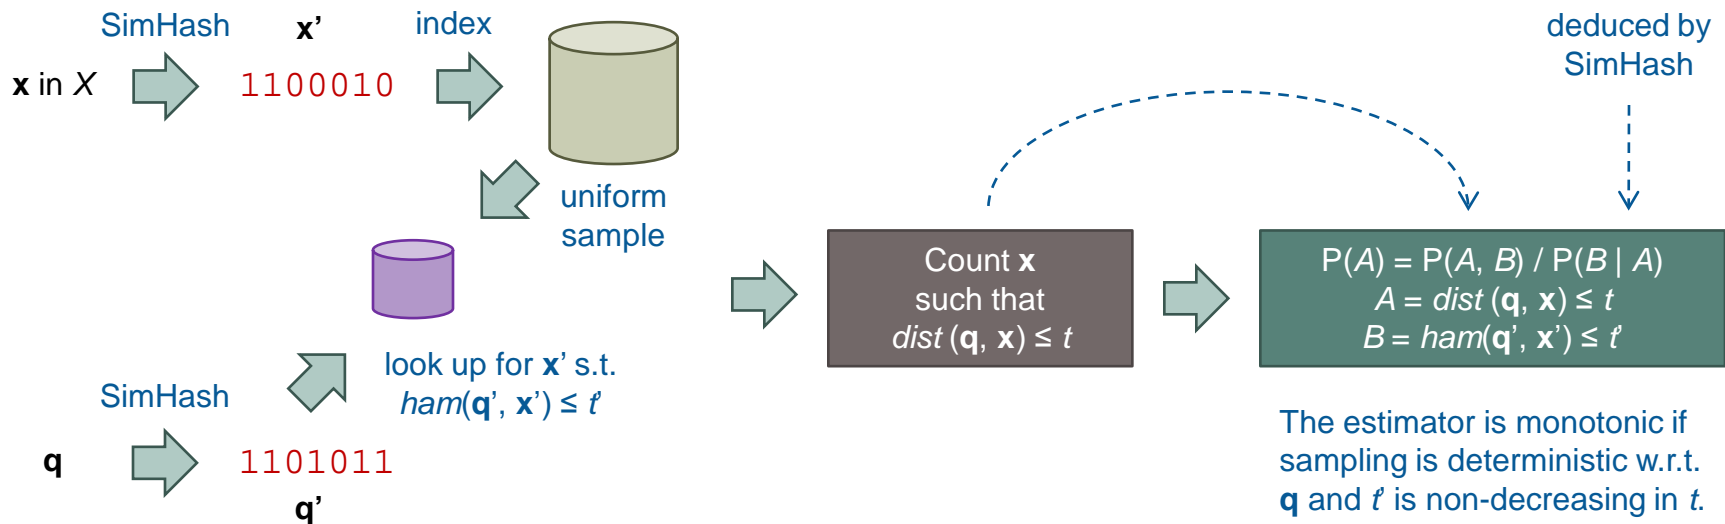 SimHash
x’
index
x in X
1100010
uniform
sample
look up for x’ s.t.
ham(q’, x’) ≤ t’
SimHash
q
1101011
q’
Count x
such that
dist (q, x) ≤ t
deduced by
SimHash
P(A) = P(A, B) / P(B | A)
A = dist (q, x) ≤ t
B = ham(q’, x’) ≤ t’
The estimator is monotonic if
sampling is deterministic w.r.t.
q and t’ is non-decreasing in t.